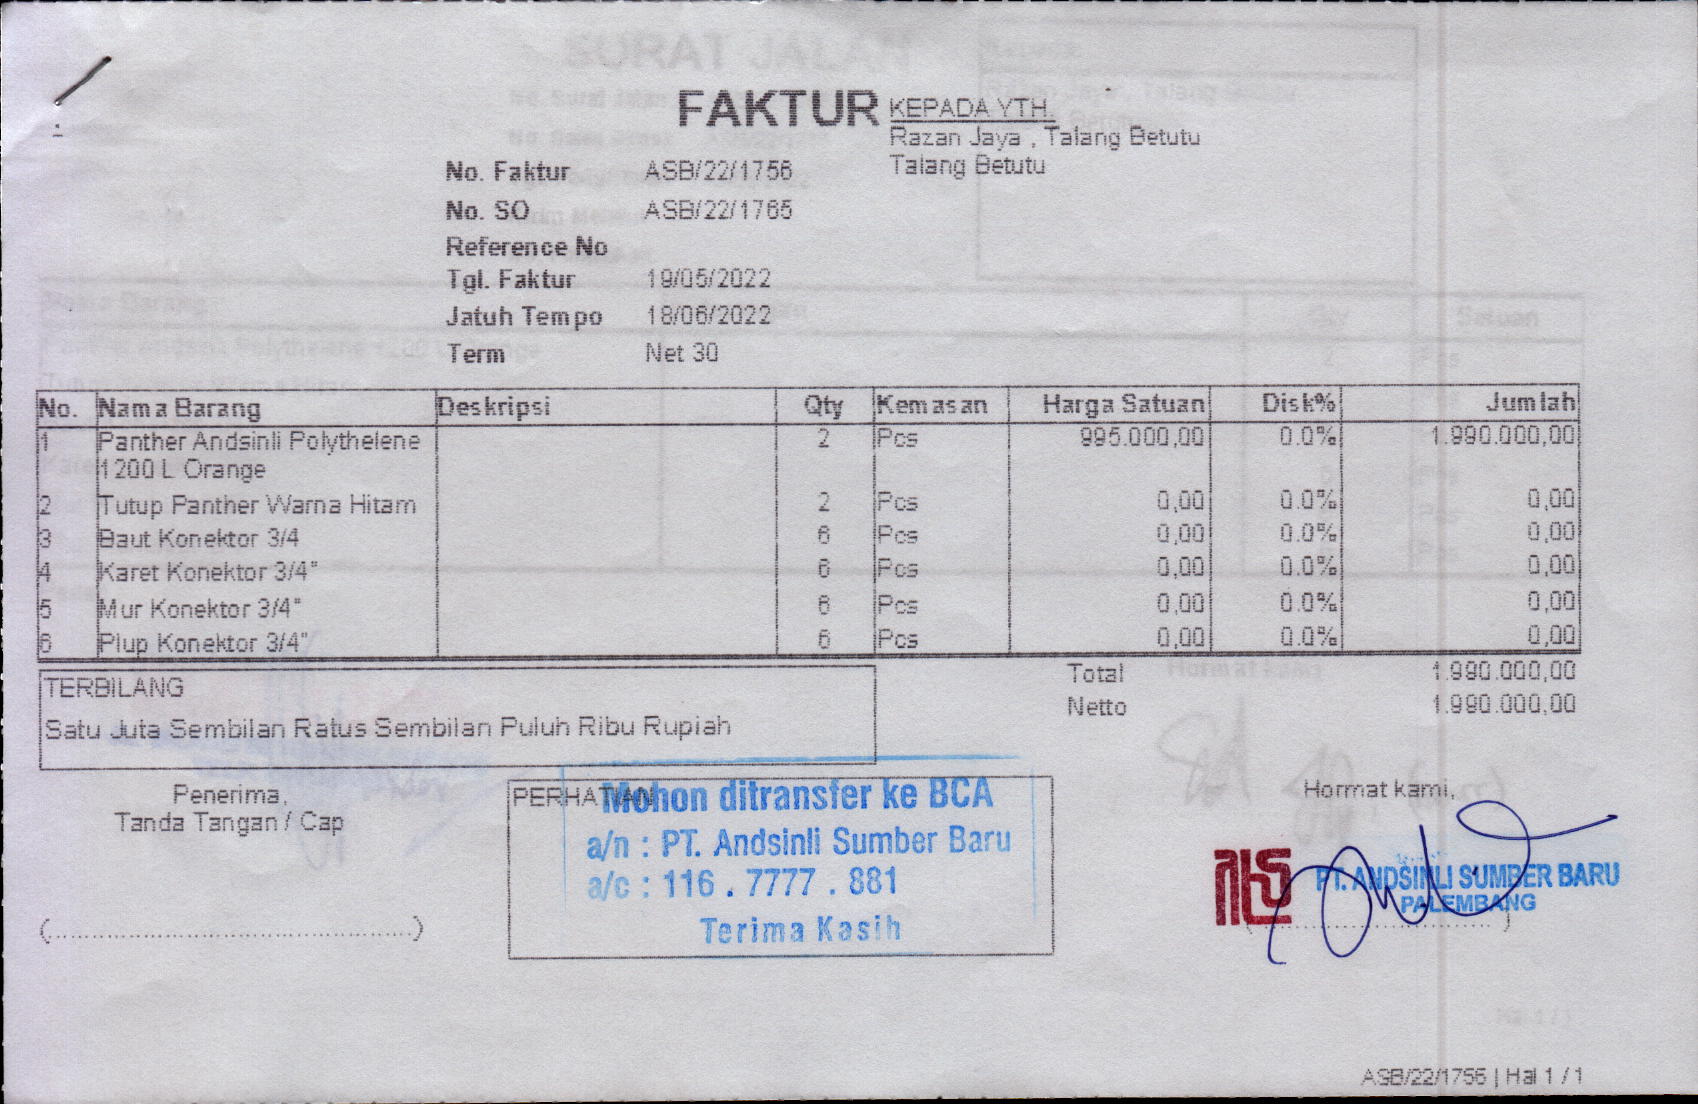 FAKTUR
KEPADA YTH.
Razan Jaya , Talang Betutu
Talang Betutu
No. Faktur ASB/22/1756
No. SO ASB/22/1765
Reference No
Tgl. Faktur 19/05/2022
Jatuh Tempo 18/06/2022
Term Net 30
No. Nama Barang Deskripsi Qty Kemasan Harga Satuan Disk% Jumlah
1 Panther Andsinli Polythelene 2 Pcs 995.000,00 0.0% 1.990.000,00
1200 L Orange
2 Tutup Panther Warna Hitam 2 Pcs 0,00 0.0% 0,00
3 Baut Konektor 3/4 6 Pcs 0,00 0.0% 0,00
4 Karet Konektor 3/4" 6 Pcs 0,00 0.0% 0,00
5 Mur Konektor 3/4" 6 Pcs 0,00 0.0% 0,00
6 Plup Konektor 3/4" 6 Pcs 0,00 0.0% 0,00
Total 1.990.000,00
Netto 1.990.000,00
TERBILANG
Satu Juta Sembilan Ratus Sembilan Puluh Ribu Rupiah
Penerima,
Tanda Tangan / Cap
(..................................................)
PERHATIAN
Mohon ditransfer ke BCA
a/n : PT. Andsinli Sumber Baru
a/c : 116 . 7777 . 881
Terima Kasih
Hormat kami,
PT. ANDSINLI SUMBER BARU
PALEMBANG
ASB/22/1756 | Hal 1 / 1